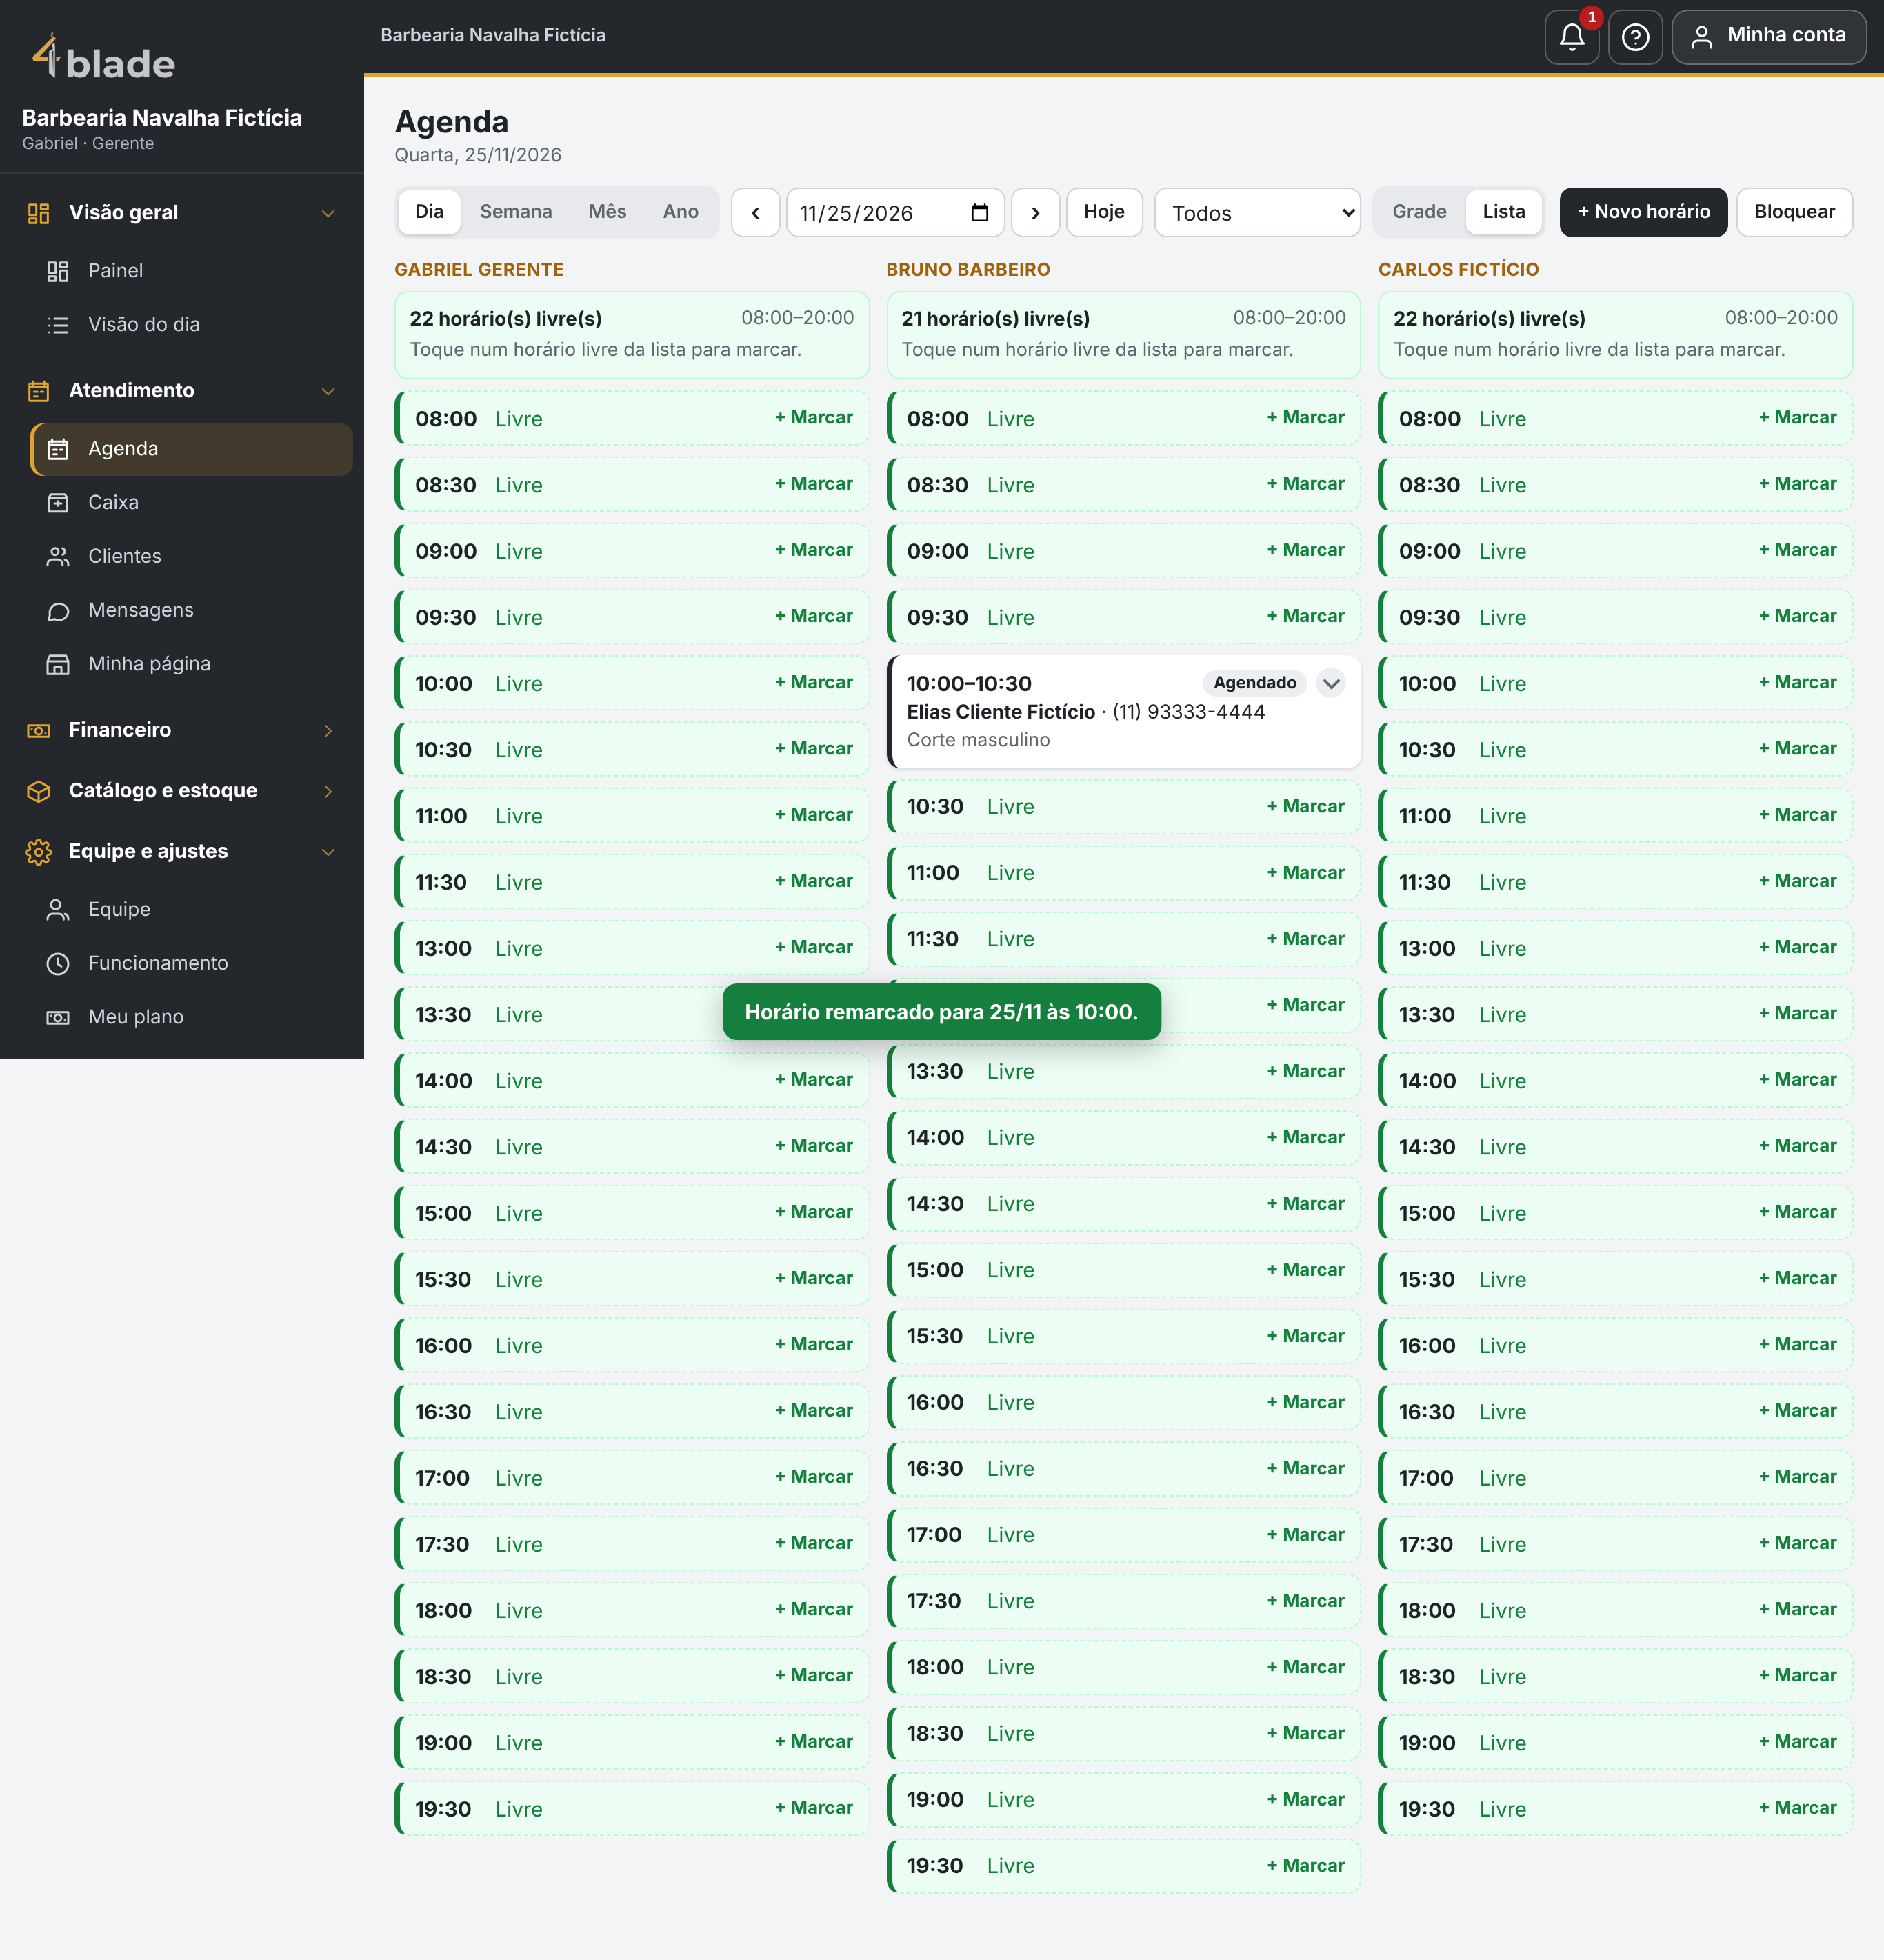 4blade
Barbearia Navalha Fictícia
Gabriel · Gerente
Visão geral
Painel
Visão do dia
Atendimento
Agenda
Caixa
Clientes
Mensagens
Minha página
Financeiro
Catálogo e estoque
Equipe e ajustes
Equipe
Funcionamento
Meu plano
Barbearia Navalha Fictícia
1
Minha conta
Agenda
Quarta, 25/11/2026
Dia Semana Mês Ano ‹ 11/25/2026 › Hoje Todos Grade Lista + Novo horário Bloquear
GABRIEL GERENTE
22 horário(s) livre(s) 08:00–20:00
Toque num horário livre da lista para marcar.
08:00 Livre + Marcar
08:30 Livre + Marcar
09:00 Livre + Marcar
09:30 Livre + Marcar
10:00 Livre + Marcar
10:30 Livre + Marcar
11:00 Livre + Marcar
11:30 Livre + Marcar
13:00 Livre + Marcar
13:30 Livre
14:00 Livre + Marcar
14:30 Livre + Marcar
15:00 Livre + Marcar
15:30 Livre + Marcar
16:00 Livre + Marcar
16:30 Livre + Marcar
17:00 Livre + Marcar
17:30 Livre + Marcar
18:00 Livre + Marcar
18:30 Livre + Marcar
19:00 Livre + Marcar
19:30 Livre + Marcar
BRUNO BARBEIRO
21 horário(s) livre(s) 08:00–20:00
Toque num horário livre da lista para marcar.
08:00 Livre + Marcar
08:30 Livre + Marcar
09:00 Livre + Marcar
09:30 Livre + Marcar
10:00–10:30 Agendado
Elias Cliente Fictício · (11) 93333-4444
Corte masculino
10:30 Livre + Marcar
11:00 Livre + Marcar
11:30 Livre + Marcar
+ Marcar
13:30 Livre + Marcar
14:00 Livre + Marcar
14:30 Livre + Marcar
15:00 Livre + Marcar
15:30 Livre + Marcar
16:00 Livre + Marcar
16:30 Livre + Marcar
17:00 Livre + Marcar
17:30 Livre + Marcar
18:00 Livre + Marcar
18:30 Livre + Marcar
19:00 Livre + Marcar
19:30 Livre + Marcar
CARLOS FICTÍCIO
22 horário(s) livre(s) 08:00–20:00
Toque num horário livre da lista para marcar.
08:00 Livre + Marcar
08:30 Livre + Marcar
09:00 Livre + Marcar
09:30 Livre + Marcar
10:00 Livre + Marcar
10:30 Livre + Marcar
11:00 Livre + Marcar
11:30 Livre + Marcar
13:00 Livre + Marcar
13:30 Livre + Marcar
14:00 Livre + Marcar
14:30 Livre + Marcar
15:00 Livre + Marcar
15:30 Livre + Marcar
16:00 Livre + Marcar
16:30 Livre + Marcar
17:00 Livre + Marcar
17:30 Livre + Marcar
18:00 Livre + Marcar
18:30 Livre + Marcar
19:00 Livre + Marcar
19:30 Livre + Marcar
Horário remarcado para 25/11 às 10:00.